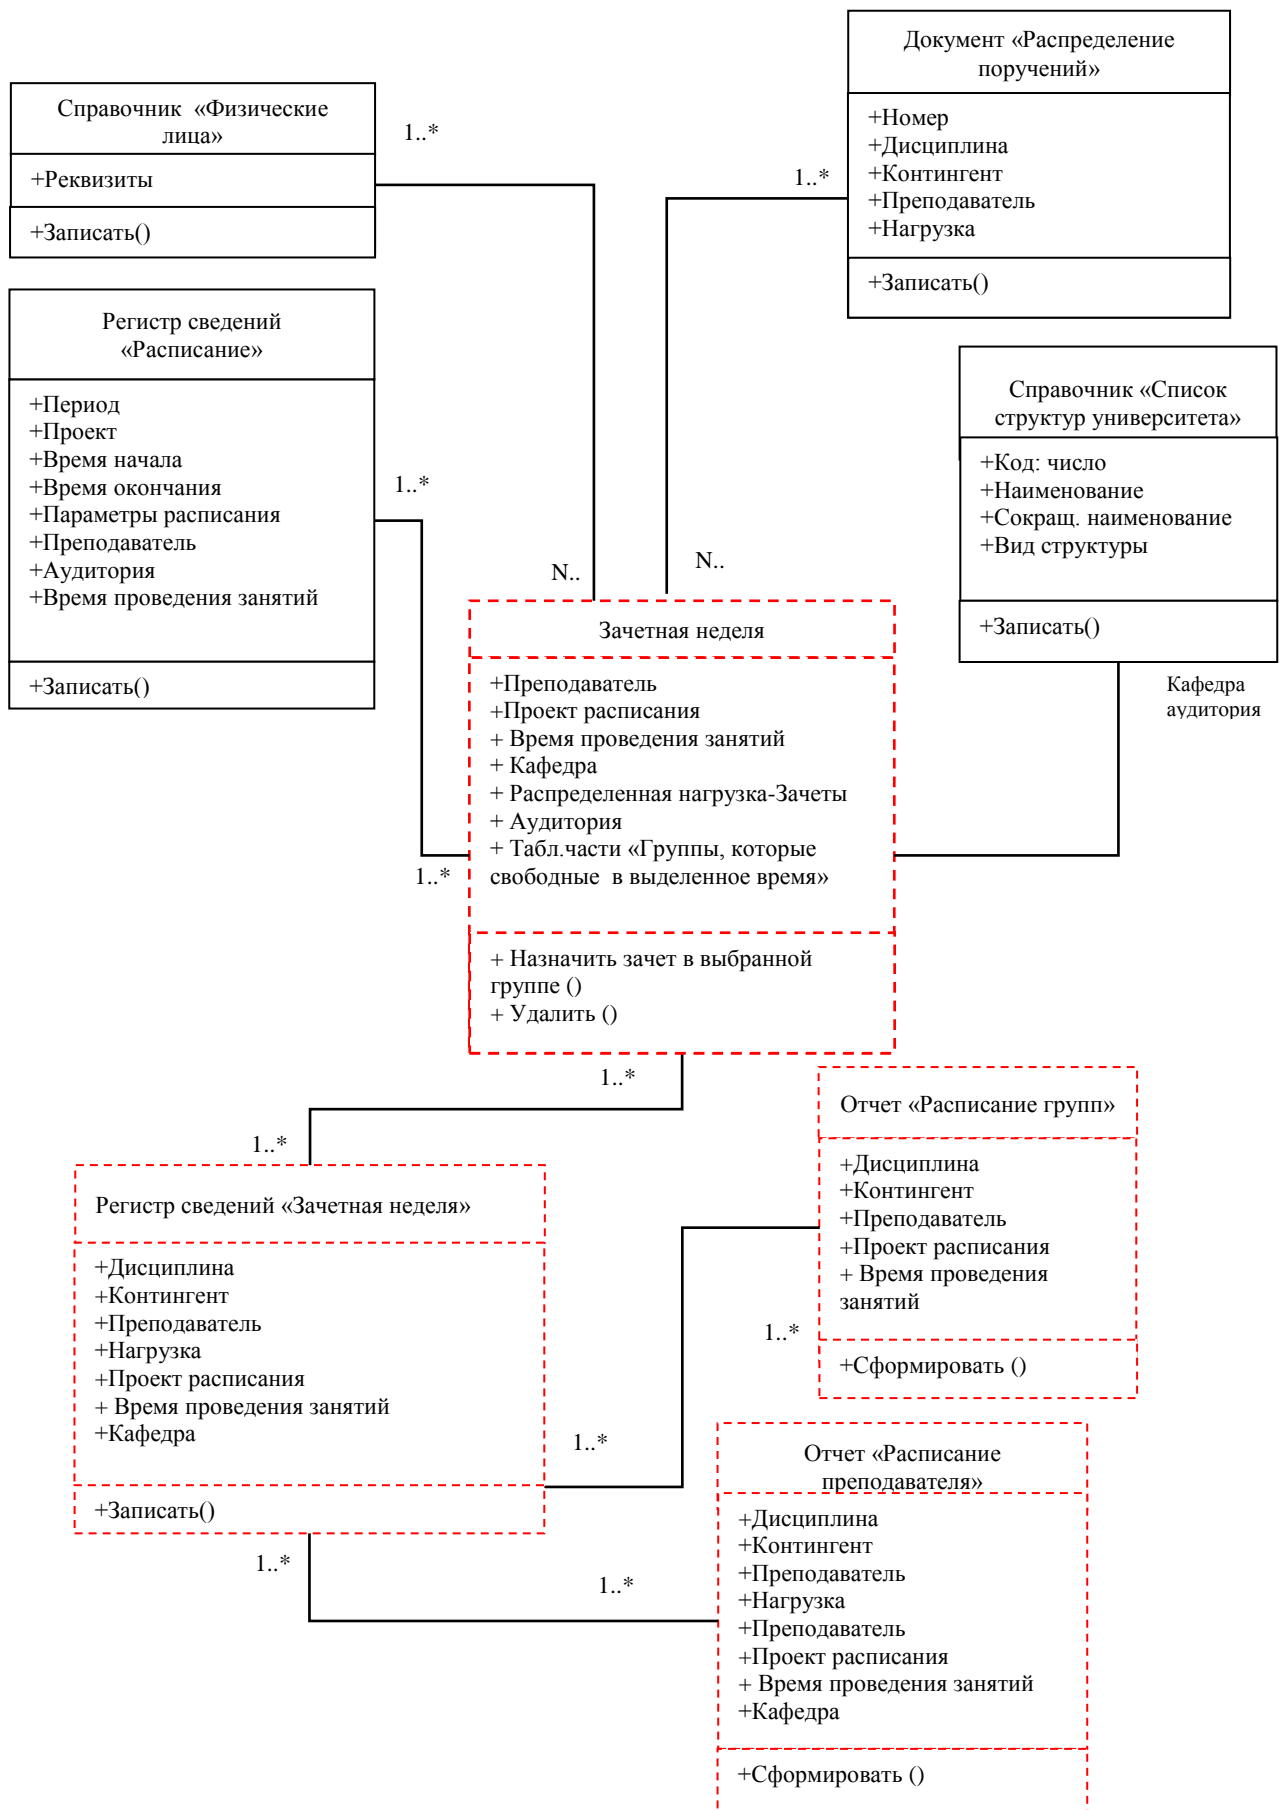 Документ «Распределение
поручений»
+Номер
+Дисциплина
+Контингент
+Преподаватель
+Нагрузка
+Записать()
Справочник «Физические
лица»
+Реквизиты
+Записать()
1..*
1..*
Регистр сведений
«Расписание»
+Период
+Проект
+Время начала
+Время окончания
+Параметры расписания
+Преподаватель
+Аудитория
+Время проведения занятий
+Записать()
1..*
Справочник «Список
структур университета»
+Код: число
+Наименование
+Сокращ. наименование
+Вид структуры
+Записать()
Кафедра
аудитория
N..
N..
Зачетная неделя
+Преподаватель
+Проект расписания
+ Время проведения занятий
+ Кафедра
+ Распределенная нагрузка-Зачеты
+ Аудитория
+ Табл.части «Группы, которые
свободные в выделенное время»
+ Назначить зачет в выбранной
группе ()
+ Удалить ()
1..*
1..*
1..*
Регистр сведений «Зачетная неделя»
+Дисциплина
+Контингент
+Преподаватель
+Нагрузка
+Проект расписания
+ Время проведения занятий
+Кафедра
+Записать()
Отчет «Расписание групп»
+Дисциплина
+Контингент
+Преподаватель
+Проект расписания
+ Время проведения
занятий
+Сформировать ()
1..*
1..*
1..*
1..*
Отчет «Расписание
преподавателя»
+Дисциплина
+Контингент
+Преподаватель
+Нагрузка
+Преподаватель
+Проект расписания
+ Время проведения занятий
+Кафедра
+Сформировать ()